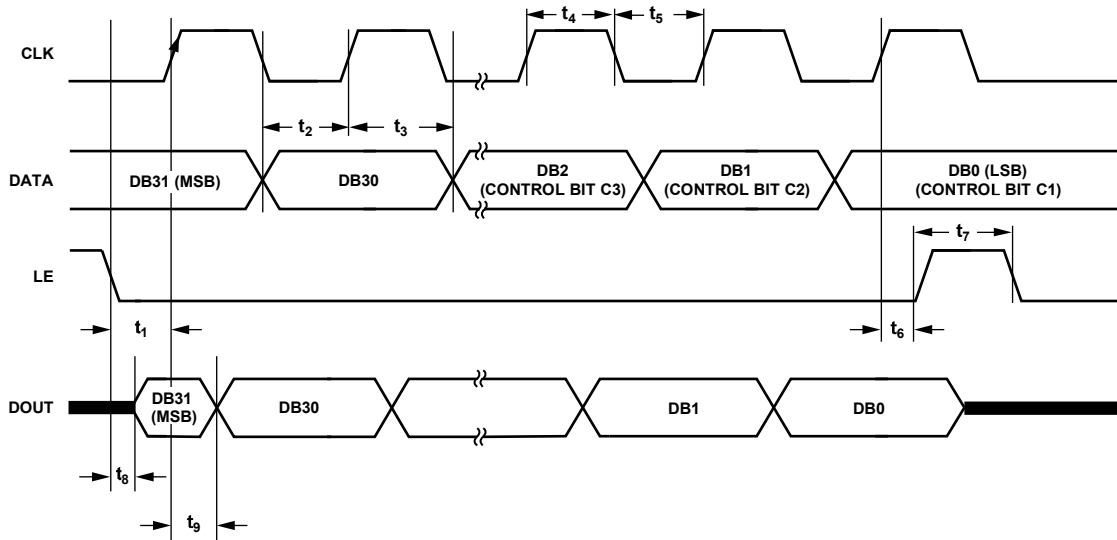 t4
t5
CLK
t2
t3
DATA
DB31 (MSB)
DB30
DB2
(CONTROL BIT C3)
DB1
(CONTROL BIT C2)
DB0 (LSB)
(CONTROL BIT C1)
t7
LE
t1
t6
DOUT
DB31
(MSB)
DB30
DB1
DB0
t8
t9